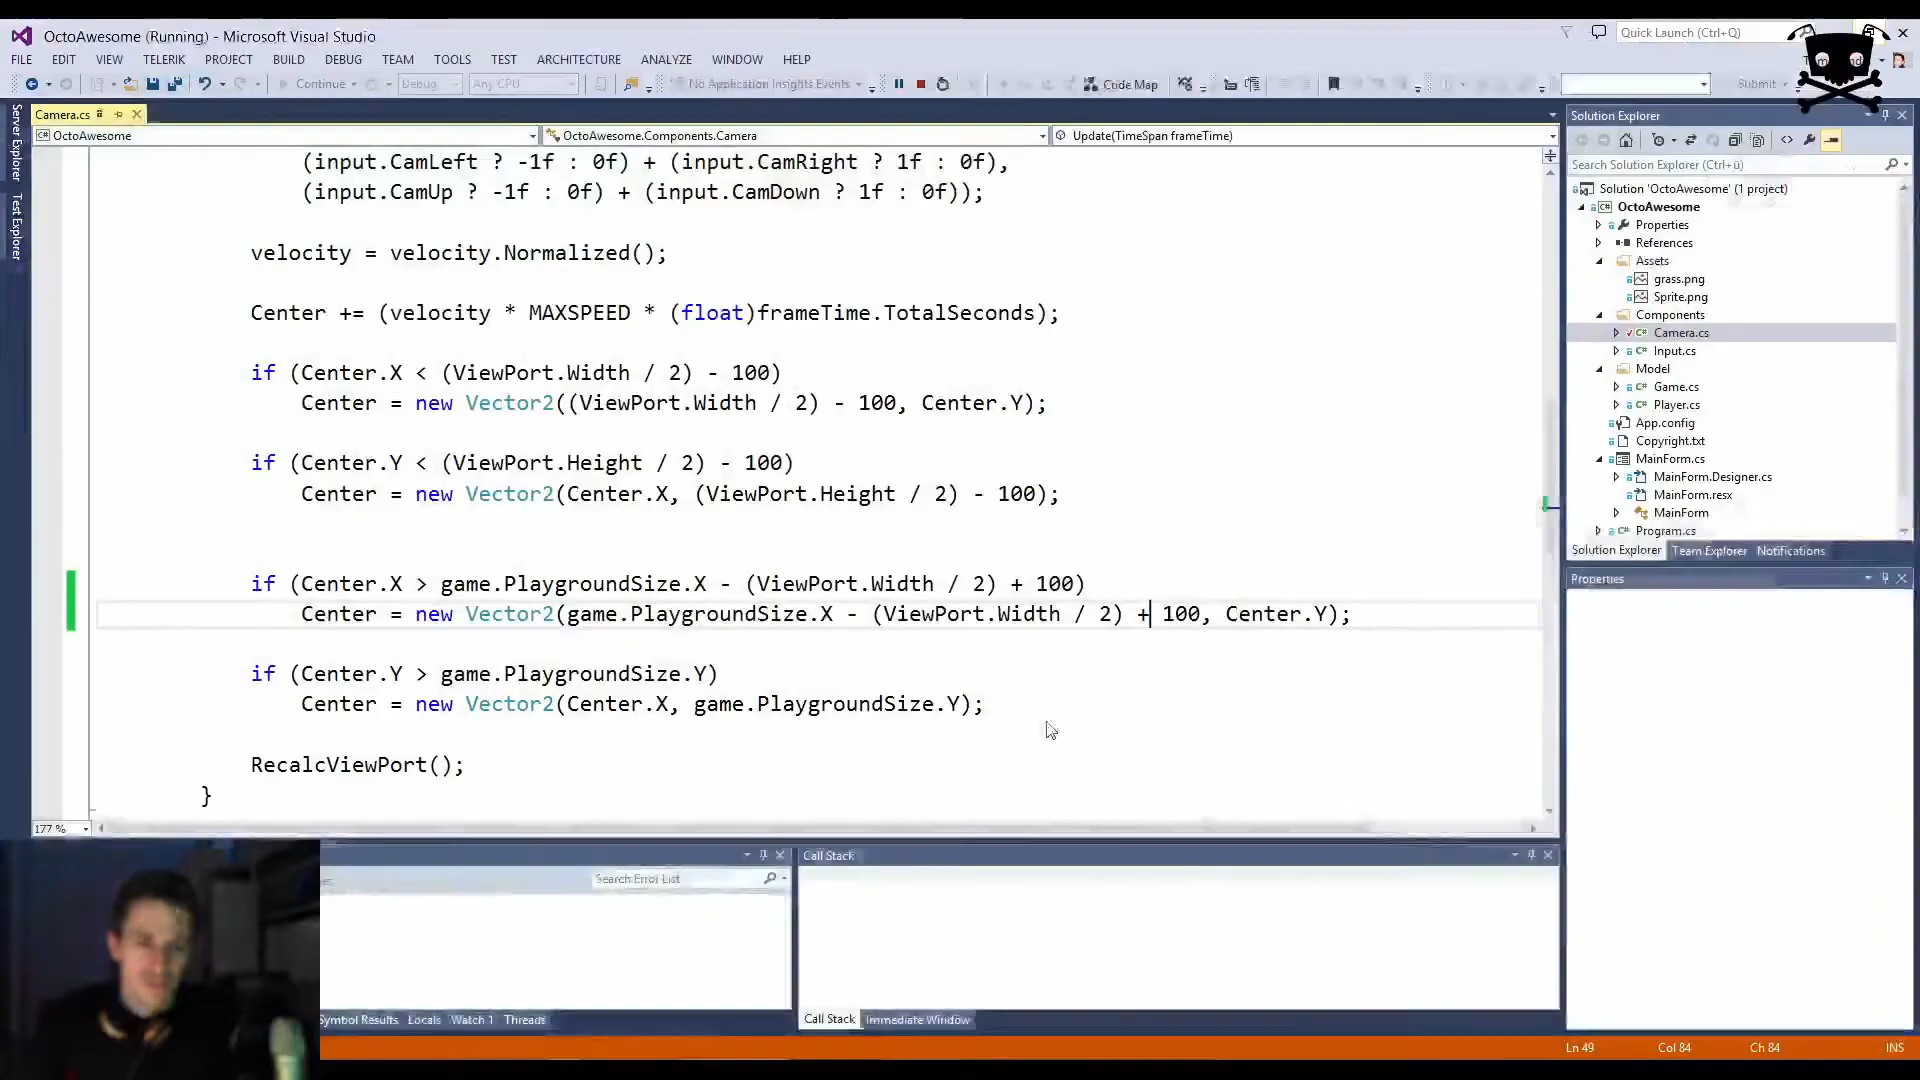 OctoAwesome (Running) - Microsoft Visual Studio
Quick Launch (Ctrl+Q)
FILE EDIT VIEW TELERIK PROJECT BUILD DEBUG TEAM TOOLS TEST ARCHITECTURE ANALYZE WINDOW HELP
Continue Debug Any CPU No Application Insights Events Code Map Submit
Server Explorer
Test Explorer
Camera.cs
OctoAwesome OctoAwesome.Components.Camera Update(TimeSpan frameTime)
(input.CamLeft ? -1f : 0f) + (input.CamRight ? 1f : 0f),
(input.CamUp ? -1f : 0f) + (input.CamDown ? 1f : 0f));
velocity = velocity.Normalized();
Center += (velocity * MAXSPEED * (float)frameTime.TotalSeconds);
if (Center.X < (ViewPort.Width / 2) - 100)
Center = new Vector2((ViewPort.Width / 2) - 100, Center.Y);
if (Center.Y < (ViewPort.Height / 2) - 100)
Center = new Vector2(Center.X, (ViewPort.Height / 2) - 100);
if (Center.X > game.PlaygroundSize.X - (ViewPort.Width / 2) + 100)
Center = new Vector2(game.PlaygroundSize.X - (ViewPort.Width / 2) + 100, Center.Y);
if (Center.Y > game.PlaygroundSize.Y)
Center = new Vector2(Center.X, game.PlaygroundSize.Y);
RecalcViewPort();
}
177 %
Solution Explorer
Search Solution Explorer (Ctrl+ü)
Solution 'OctoAwesome' (1 project)
OctoAwesome
Properties
References
Assets
grass.png
Sprite.png
Components
Camera.cs
Input.cs
Model
Game.cs
Player.cs
App.config
Copyright.txt
MainForm.cs
MainForm.Designer.cs
MainForm.resx
MainForm
Program.cs
Solution Explorer Team Explorer Notifications
Properties
Search Error List
Call Stack
Symbol Results Locals Watch 1 Threads
Call Stack Immediate Window
Ln 49 Col 84 Ch 84 INS